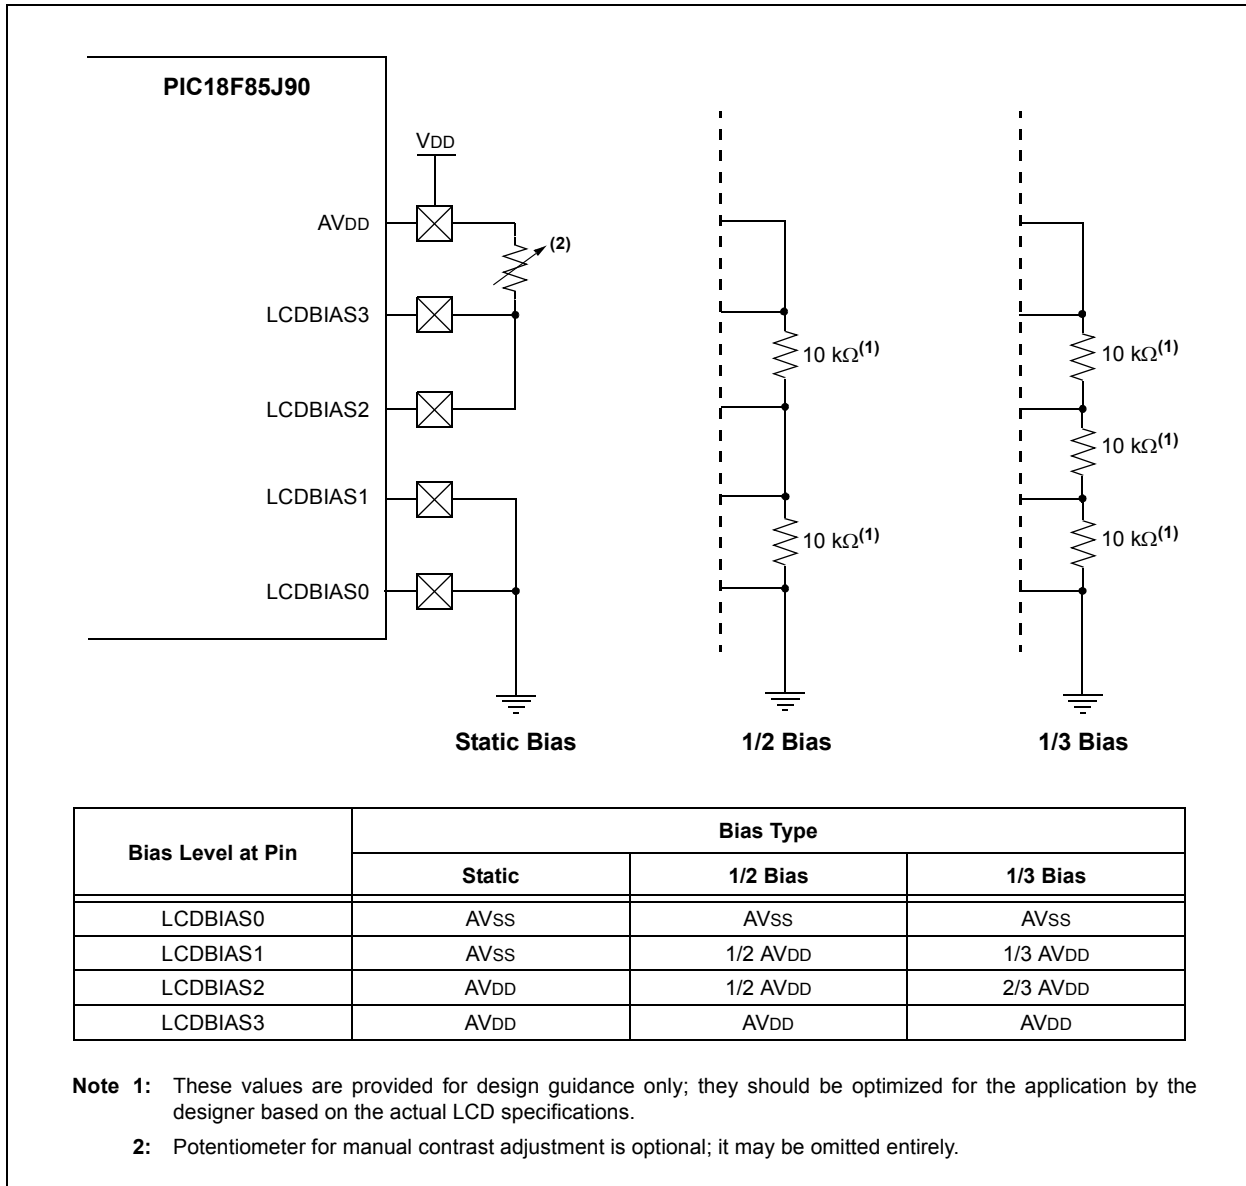 PIC18F85J90
VDD
AVDD
(2)
LCDBIAS3
10 kΩ(1)
10 kΩ(1)
LCDBIAS2
10 kΩ(1)
LCDBIAS1
10 kΩ(1)
10 kΩ(1)
LCDBIAS0
Static Bias
1/2 Bias
1/3 Bias
Bias Level at Pin
Bias Type
Static
1/2 Bias
1/3 Bias
LCDBIAS0 AVSS AVSS AVSS
LCDBIAS1 AVSS 1/2 AVDD 1/3 AVDD
LCDBIAS2 AVDD 1/2 AVDD 2/3 AVDD
LCDBIAS3 AVDD AVDD AVDD
Note 1: These values are provided for design guidance only; they should be optimized for the application by the
designer based on the actual LCD specifications.
2: Potentiometer for manual contrast adjustment is optional; it may be omitted entirely.